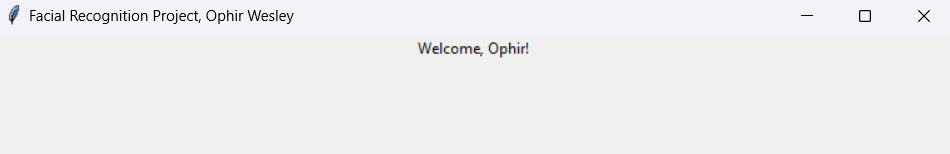 Facial Recognition Project, Ophir Wesley
Welcome, Ophir!